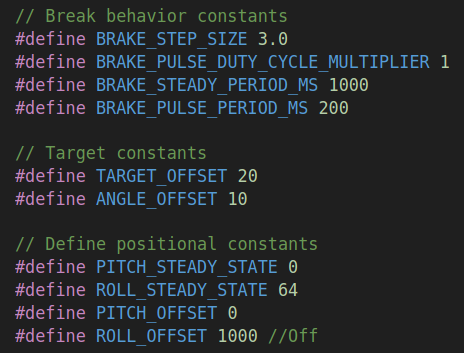 // Break behavior constants
#define BRAKE_STEP_SIZE 3.0
#define BRAKE_PULSE_DUTY_CYCLE_MULTIPLIER 1
#define BRAKE_STEADY_PERIOD_MS 1000
#define BRAKE_PULSE_PERIOD_MS 200
// Target constants
#define TARGET_OFFSET 20
#define ANGLE_OFFSET 10
// Define positional constants
#define PITCH_STEADY_STATE 0
#define ROLL_STEADY_STATE 64
#define PITCH_OFFSET 0
#define ROLL_OFFSET 1000 //Off